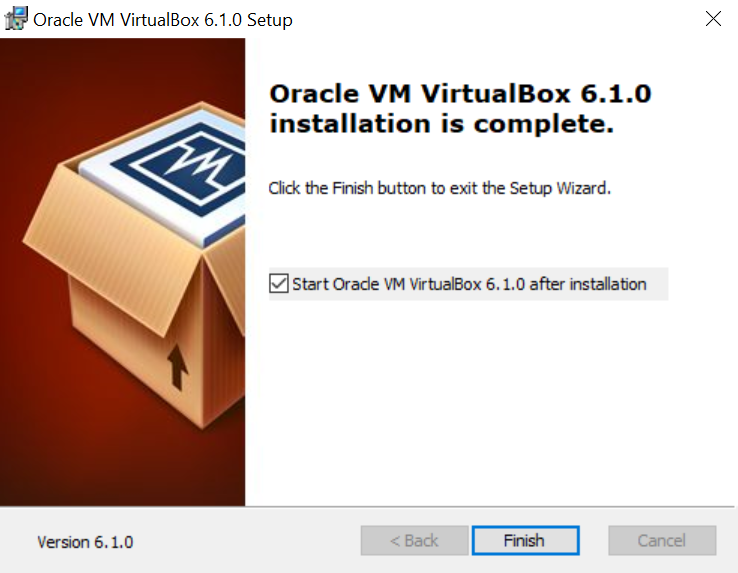 Oracle VM VirtualBox 6.1.0 Setup
Oracle VM VirtualBox 6.1.0
installation is complete.
Click the Finish button to exit the Setup Wizard.
Start Oracle VM VirtualBox 6.1.0 after installation
Version 6.1.0
< Back
Finish
Cancel